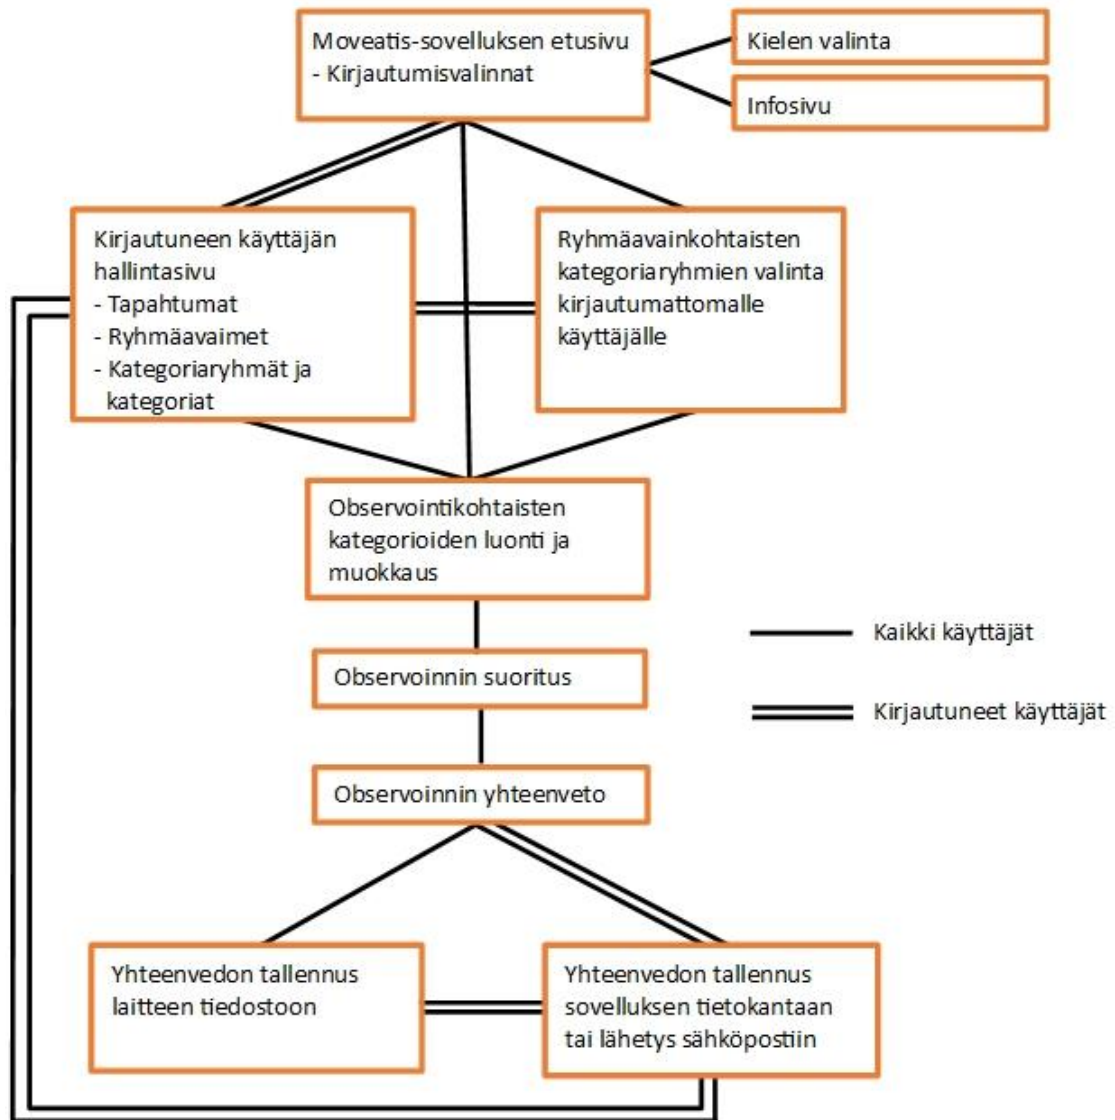 Moveatis-sovelluksen etusivu
- Kirjautumisvalinnat
Kielen valinta
Infosivu
Kirjautuneen käyttäjän
hallintasivu
- Tapahtumat
- Ryhmäavaimet
- Kategoriaryhmät ja
kategoriat
Ryhmäavainkohtaisten
kategoriaryhmien valinta
kirjautumattomalle
käyttäjälle
Observointikohtaisten
kategorioiden luonti ja
muokkaus
Observoinnin suoritus
Kaikki käyttäjät
Kirjautuneet käyttäjät
Observoinnin yhteenveto
Yhteenvedon tallennus
laitteen tiedostoon
Yhteenvedon tallennus
sovelluksen tietokantaan
tai lähetys sähköpostiin